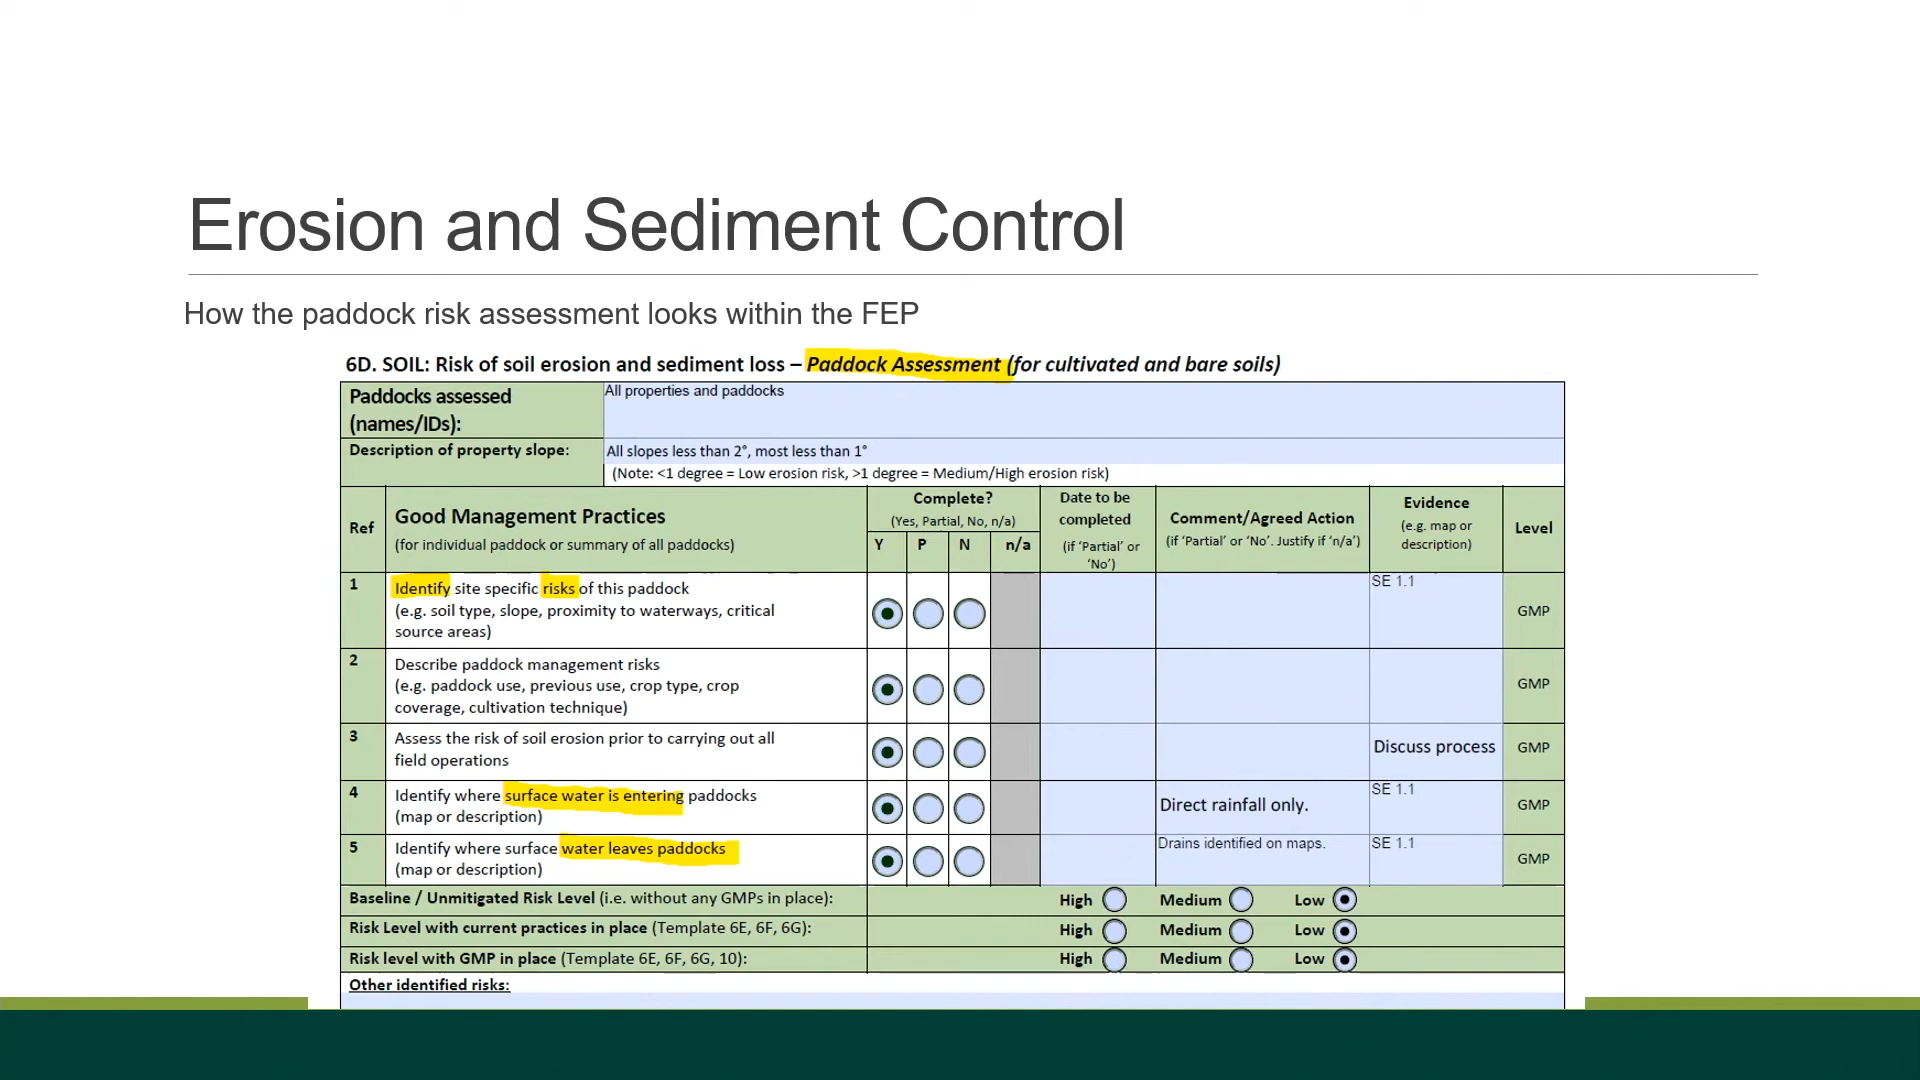 Erosion and Sediment Control
How the paddock risk assessment looks within the FEP
6D. SOIL: Risk of soil erosion and sediment loss – Paddock Assessment (for cultivated and bare soils)
Paddocks assessed
(names/IDs):
All properties and paddocks
Description of property slope:
All slopes less than 2°, most less than 1°
(Note: <1 degree = Low erosion risk, >1 degree = Medium/High erosion risk)
Ref
Good Management Practices
(for individual paddock or summary of all paddocks)
Complete?
(Yes, Partial, No, n/a)
Y P N n/a
Date to be
completed
(if ‘Partial’ or
‘No’)
Comment/Agreed Action
(if ‘Partial’ or ‘No’. Justify if ‘n/a’)
Evidence
(e.g. map or
description)
Level
1
Identify site specific risks of this paddock
(e.g. soil type, slope, proximity to waterways, critical
source areas)
SE 1.1
GMP
2
Describe paddock management risks
(e.g. paddock use, previous use, crop type, crop
coverage, cultivation technique)
GMP
3
Assess the risk of soil erosion prior to carrying out all
field operations
Discuss process
GMP
4
Identify where surface water is entering paddocks
(map or description)
Direct rainfall only.
SE 1.1
GMP
5
Identify where surface water leaves paddocks
(map or description)
Drains identified on maps.
SE 1.1
GMP
Baseline / Unmitigated Risk Level (i.e. without any GMPs in place): High Medium Low
Risk Level with current practices in place (Template 6E, 6F, 6G): High Medium Low
Risk level with GMP in place (Template 6E, 6F, 6G, 10): High Medium Low
Other identified risks: